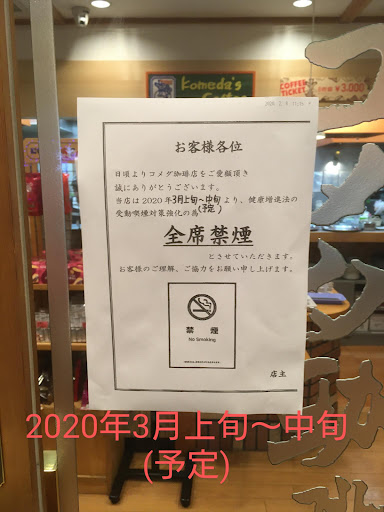 Komeda's
Coffee
COFFEE
TICKET
¥3,000
お客様各位
日頃よりコメダ珈琲店をご愛顧頂き
誠にありがとうございます。
当店は2020年3月上旬〜中旬より、健康増進法の
(予定)
受動喫煙対策強化の為
全席禁煙
とさせていただきます。
お客様のご理解、ご協力をお願い申し上げます。
禁煙
No Smoking
店主
2020年3月上旬〜中旬
(予定)